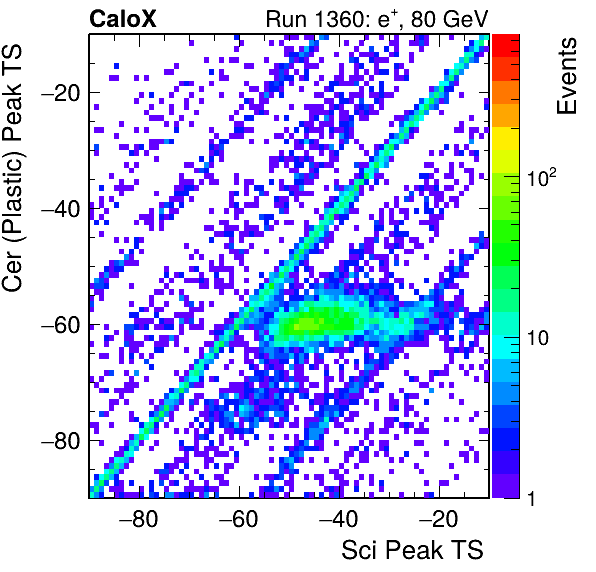 CaloX Run 1360: e⁺, 80 GeV
Cer (Plastic) Peak TS
Events
−20
−40
−60
−80
10²
10
1
−80 −60 −40 −20
Sci Peak TS